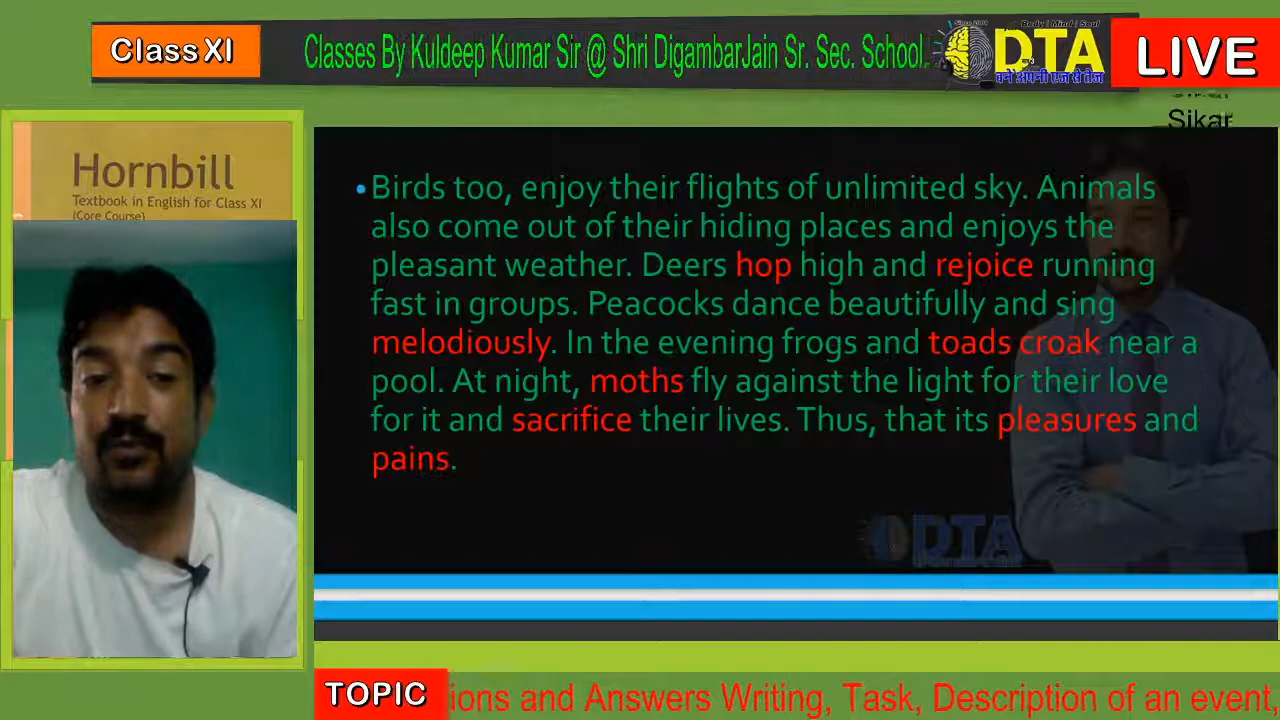 Class XI
Classes By Kuldeep Kumar Sir @ Shri DigambarJain Sr. Sec. School.
Body | Mind | Soul
DTA
LIVE
Sikar
Hornbill
Textbook in English for Class XI
(Core Course)
• Birds too, enjoy their flights of unlimited sky. Animals
also come out of their hiding places and enjoys the
pleasant weather. Deers hop high and rejoice running
fast in groups. Peacocks dance beautifully and sing
melodiously. In the evening frogs and toads croak near a
pool. At night, moths fly against the light for their love
for it and sacrifice their lives. Thus, that its pleasures and
pains.
DTA
TOPIC
ions and Answers Writing, Task, Description of an event,